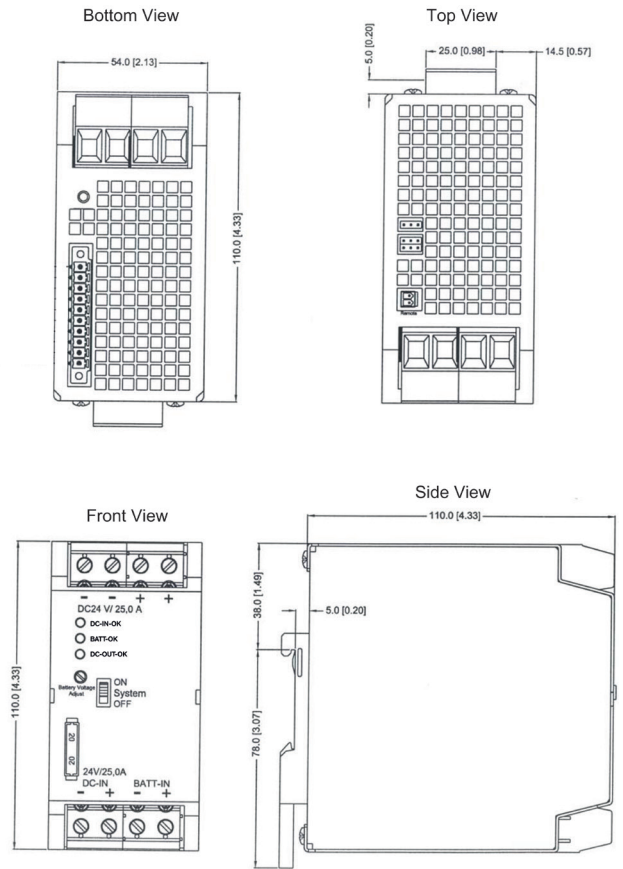 Bottom View
54.0 [2.13]
110.0 [4.33]
Top View
5.0 [0.20]
25.0 [0.98]
14.5 [0.57]
Remote
Front View
110.0 [4.33]
− − + +
DC24 V/ 25,0 A
DC-IN-OK
BATT-OK
DC-OUT-OK
Battery Voltage
Adjust
ON
System
OFF
20
20
24V/25,0A
DC-IN BATT-IN
− + − +
Side View
110.0 [4.33]
38.0 [1.49]
5.0 [0.20]
78.0 [3.07]